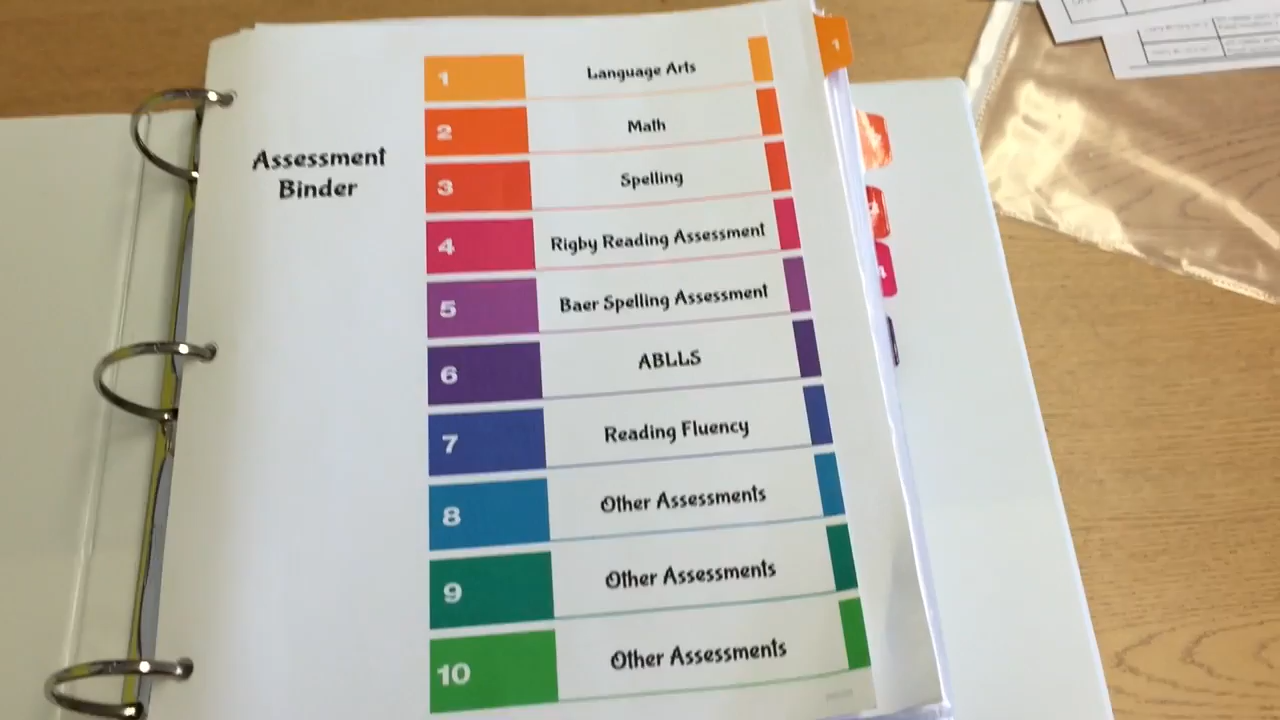 Assessment
Binder
1 Language Arts 1
2 Math
3 Spelling
4 Rigby Reading Assessment
5 Baer Spelling Assessment
6 ABLLS
7 Reading Fluency
8 Other Assessments
9 Other Assessments
10 Other Assessments